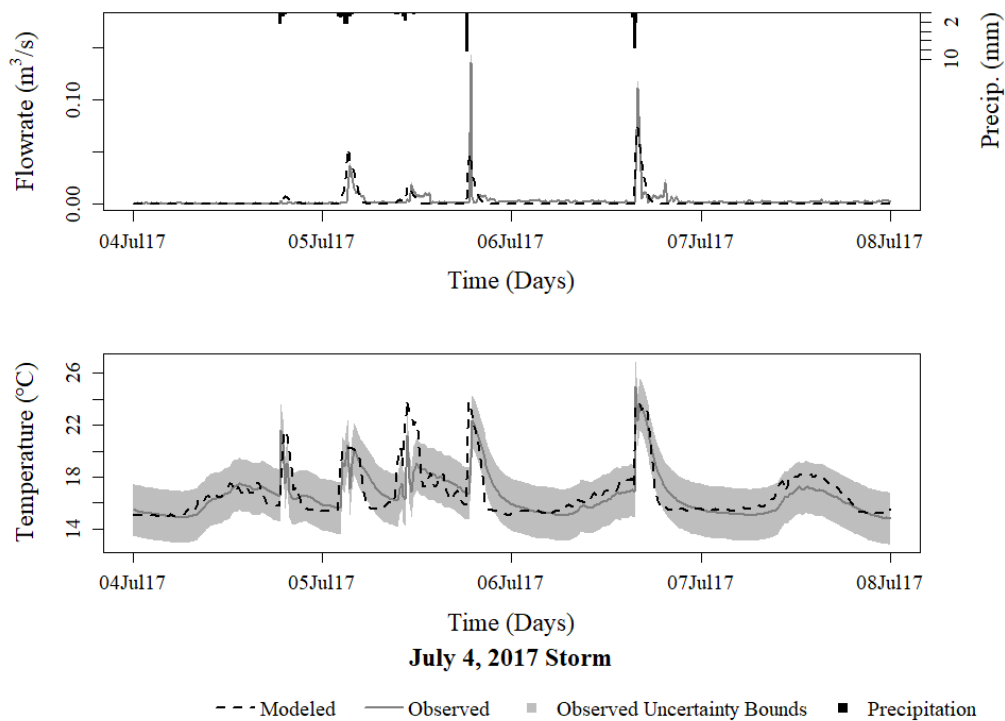 Flowrate (m³/s)
0.10
0.00
2
10
Precip. (mm)
04Jul17 05Jul17 06Jul17 07Jul17 08Jul17
Time (Days)
Temperature (°C)
26
22
18
14
04Jul17 05Jul17 06Jul17 07Jul17 08Jul17
Time (Days)
July 4, 2017 Storm
Modeled Observed Observed Uncertainty Bounds Precipitation